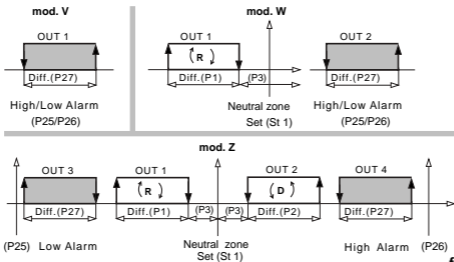 mod. V
OUT 1
Diff.(P27)
High/Low Alarm
(P25/P26)
mod. W
OUT 1
(R)
Diff.(P1)
(P3)
Neutral zone
Set (St 1)
OUT 2
Diff.(P27)
High/Low Alarm
(P25/P26)
mod. Z
OUT 3
OUT 1
OUT 2
OUT 4
(R)
(D)
Diff.(P27)
Diff.(P1)
(P3)
(P3)
Diff.(P2)
Diff.(P27)
(P25)
Low Alarm
Neutral zone
Set (St 1)
High Alarm
(P26)